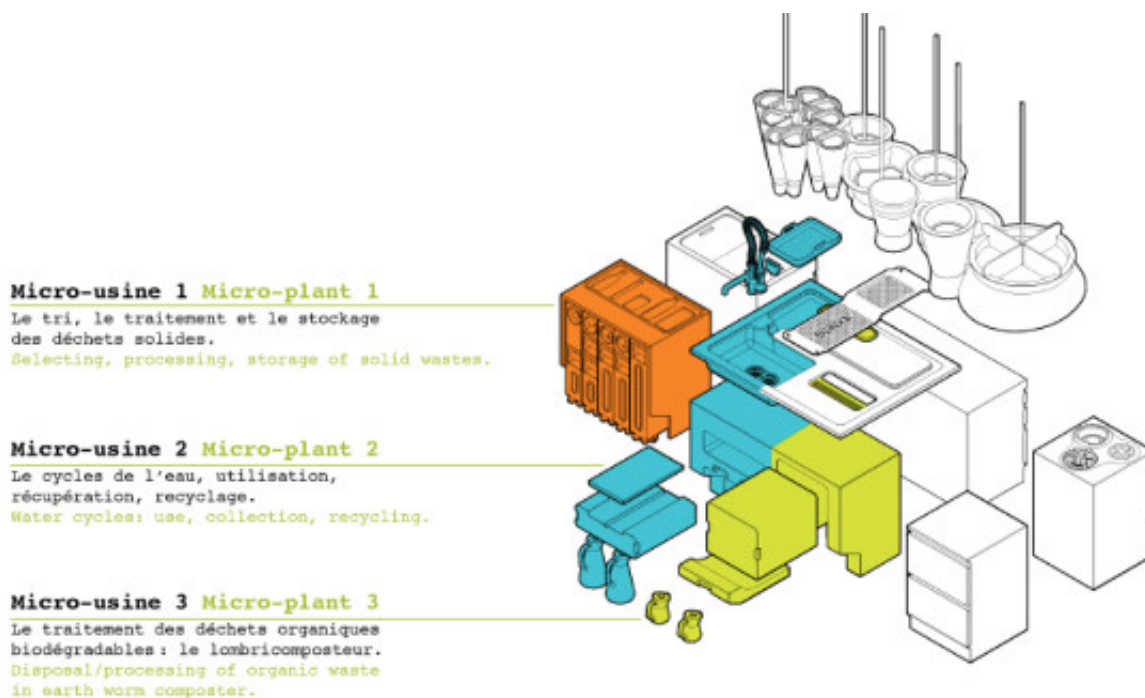 Micro-usine 1 Micro-plant 1
Le tri, le traitement et le stockage
des déchets solides.
Selecting, processing, storage of solid wastes.
Micro-usine 2 Micro-plant 2
Le cycles de l'eau, utilisation,
récupération, recyclage.
Water cycles: use, collection, recycling.
Micro-usine 3 Micro-plant 3
Le traitement des déchets organiques
biodégradables : le lombricomposteur.
Disposal/processing of organic waste
in earth worm composter.